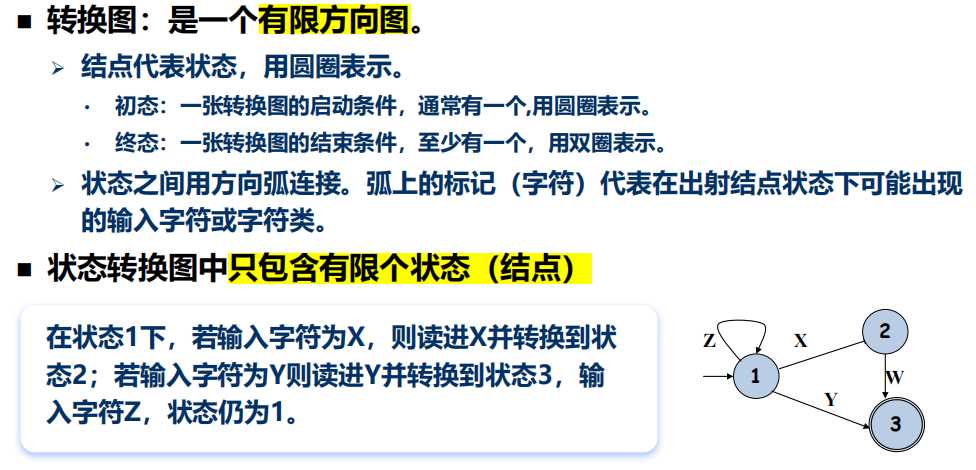 ■ 转换图：是一个有限方向图。
➢ 结点代表状态，用圆圈表示。
• 初态：一张转换图的启动条件，通常有一个,用圆圈表示。
• 终态：一张转换图的结束条件，至少有一个，用双圈表示。
➢ 状态之间用方向弧连接。弧上的标记（字符）代表在出射结点状态下可能出现
的输入字符或字符类。
■ 状态转换图中只包含有限个状态（结点）
在状态1下，若输入字符为X，则读进X并转换到状
态2；若输入字符为Y则读进Y并转换到状态3，输
入字符Z，状态仍为1。
Z
X
2
1
W
Y
3